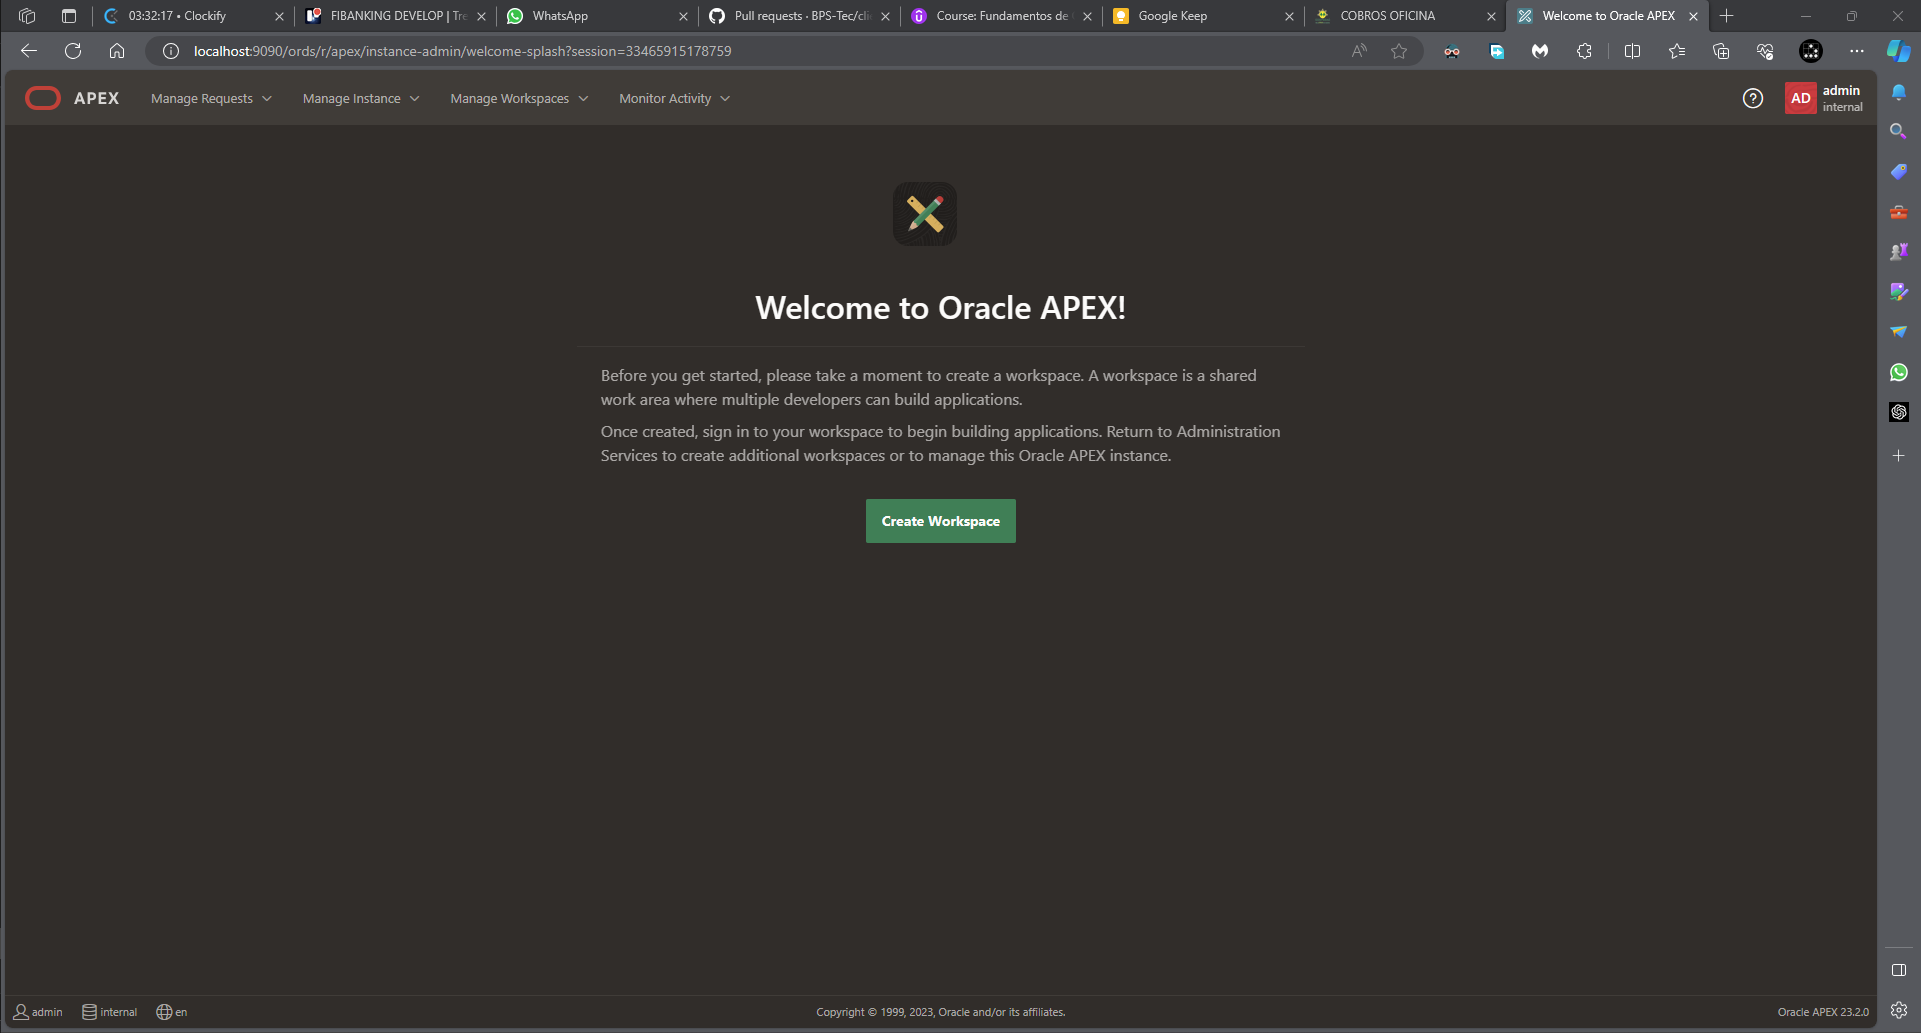 03:32:17 • Clockify
FIBANKING DEVELOP | Tre
WhatsApp
Pull requests · BPS-Tec/cli
Course: Fundamentos de
Google Keep
COBROS OFICINA
Welcome to Oracle APEX
localhost:9090/ords/r/apex/instance-admin/welcome-splash?session=33465915178759
APEX
Manage Requests
Manage Instance
Manage Workspaces
Monitor Activity
?
AD
admin
internal
Welcome to Oracle APEX!
Before you get started, please take a moment to create a workspace. A workspace is a shared
work area where multiple developers can build applications.
Once created, sign in to your workspace to begin building applications. Return to Administration
Services to create additional workspaces or to manage this Oracle APEX instance.
Create Workspace
admin
internal
en
Copyright © 1999, 2023, Oracle and/or its affiliates.
Oracle APEX 23.2.0